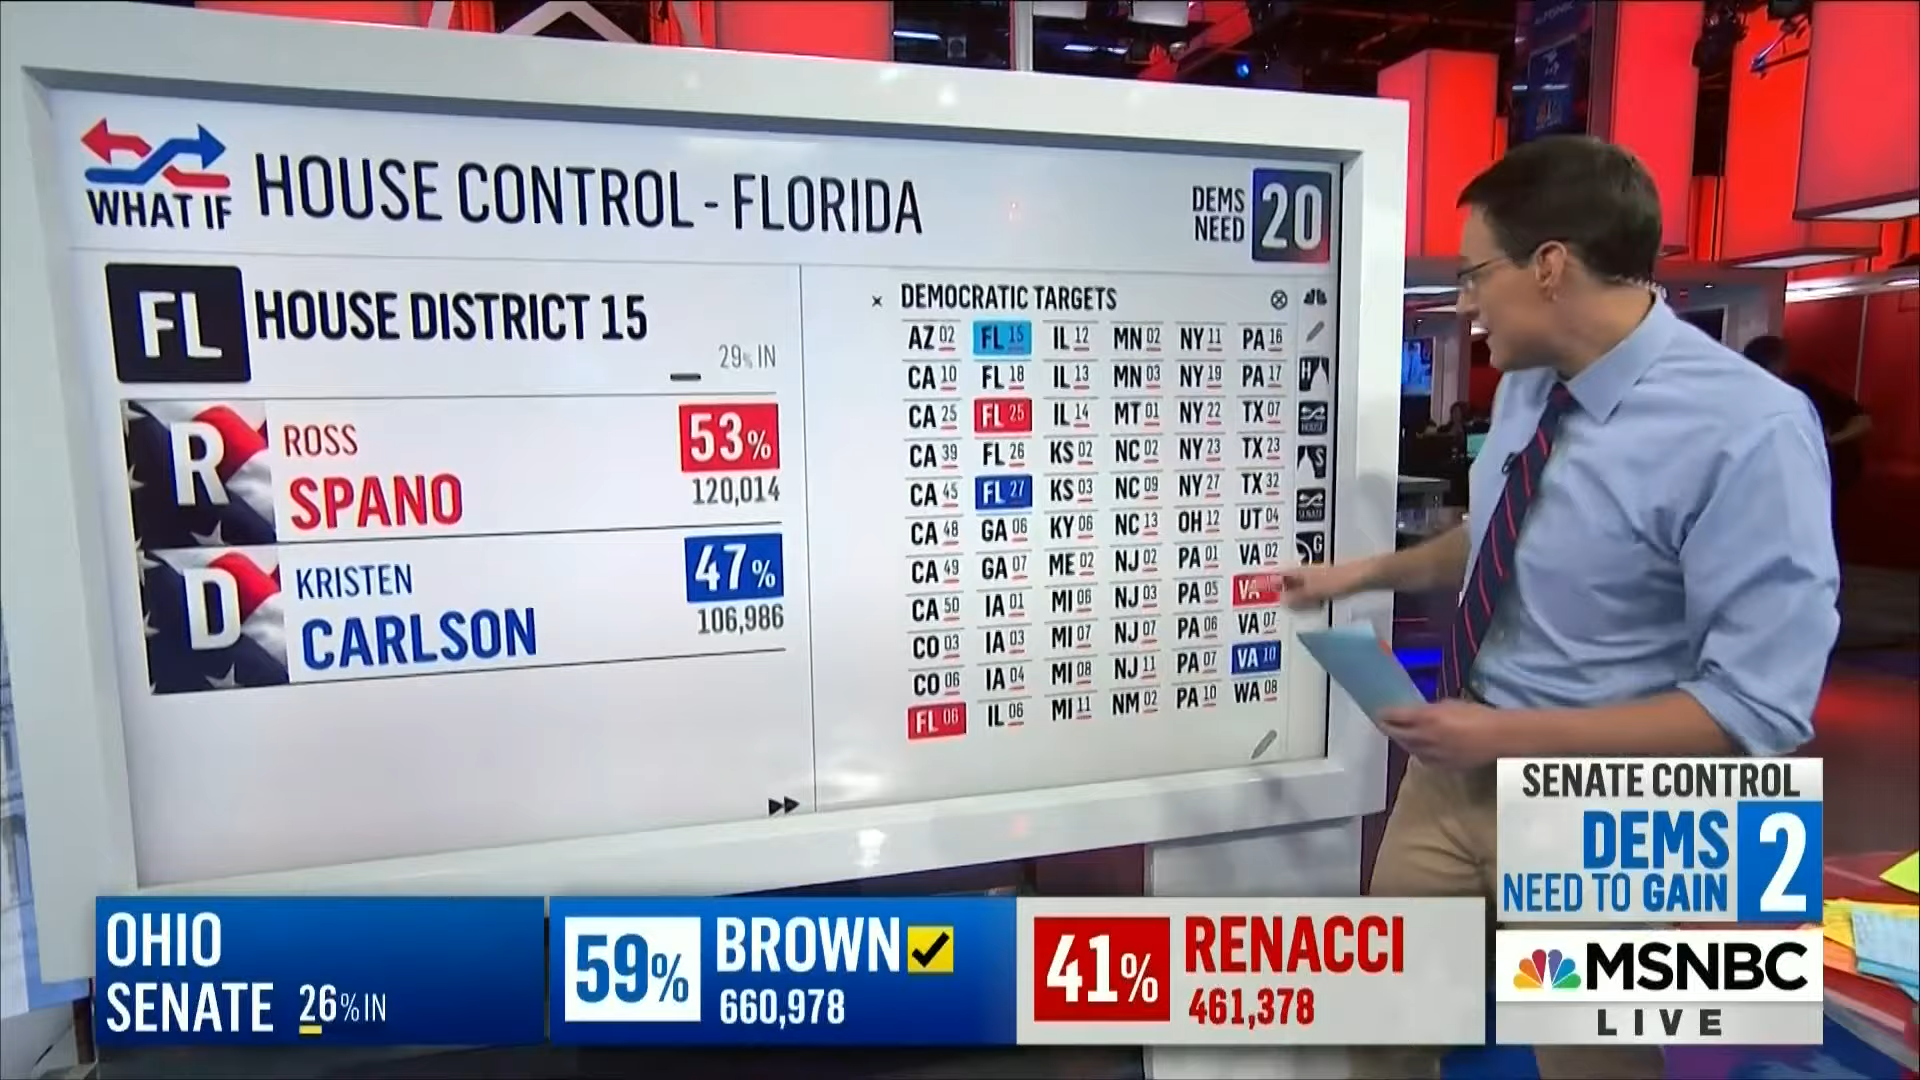 WHAT IF
HOUSE CONTROL - FLORIDA
DEMS NEED 20
FL HOUSE DISTRICT 15
29% IN
R ROSS SPANO 53% 120,014
D KRISTEN CARLSON 47% 106,986
× DEMOCRATIC TARGETS
AZ 02 FL 15 IL 12 MN 02 NY 11 PA 16
CA 10 FL 18 IL 13 MN 03 NY 19 PA 17
CA 25 FL 25 IL 14 MT 01 NY 22 TX 07
CA 39 FL 26 KS 02 NC 02 NY 23 TX 23
CA 45 FL 27 KS 03 NC 09 NY 27 TX 32
CA 48 GA 06 KY 06 NC 13 OH 12 UT 04
CA 49 GA 07 ME 02 NJ 02 PA 01 VA 02
CA 50 IA 01 MI 06 NJ 03 PA 05 VA
CO 03 IA 03 MI 07 NJ 07 PA 06 VA 07
CO 06 IA 04 MI 08 NJ 11 PA 07 VA 10
FL 06 IL 06 MI 11 NM 02 PA 10 WA 08
H
HOUSE
S
SENATE
G
SENATE CONTROL
DEMS
NEED TO GAIN 2
OHIO
SENATE 26% IN
59% BROWN
660,978
41% RENACCI
461,378
MSNBC
LIVE